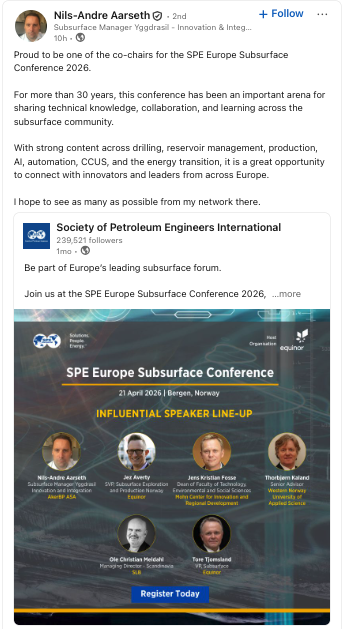 Nils-Andre Aarseth • 2nd
+ Follow
Subsurface Manager Yggdrasil - Innovation & Integ...
10h •
Proud to be one of the co-chairs for the SPE Europe Subsurface
Conference 2026.
For more than 30 years, this conference has been an important arena for
sharing technical knowledge, collaboration, and learning across the
subsurface community.
With strong content across drilling, reservoir management, production,
AI, automation, CCUS, and the energy transition, it is a great opportunity
to connect with innovators and leaders from across Europe.
I hope to see as many as possible from my network there.
Society of Petroleum Engineers International
239,521 followers
1mo •
Be part of Europe's leading subsurface forum.
Join us at the SPE Europe Subsurface Conference 2026, ...more
Solutions.
People.
Energy.
Host
Organisation
equinor
SPE Europe Subsurface Conference
21 April 2026 | Bergen, Norway
INFLUENTIAL SPEAKER LINE-UP
Nils-Andre Aarseth
Subsurface Manager Yggdrasil
Innovation and Integration
AkerBP ASA
Jez Averty
SVP, Subsurface Exploration
and Production Norway
Equinor
Jens Kristian Fosse
Dean of Faculty of Technology,
Environmental and Social Sciences
Mohn Center for Innovation and
Regional Development
Thorbjørn Kaland
Senior Advisor
Western Norway
University of
Applied Science
Ole Christian Meldahl
Managing Director - Scandinavia
SLB
Tore Tjomsland
VP, Subsurface
Equinor
Register Today